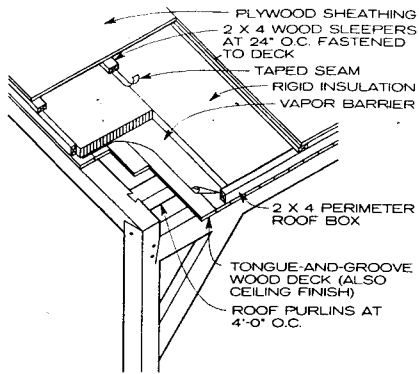 PLYWOOD SHEATHING
2 X 4 WOOD SLEEPERS
AT 24" O.C. FASTENED
TO DECK
TAPED SEAM
RIGID INSULATION
VAPOR BARRIER
2 X 4 PERIMETER
ROOF BOX
TONGUE-AND-GROOVE
WOOD DECK (ALSO
CEILING FINISH)
ROOF PURLINS AT
4'-0" O.C.